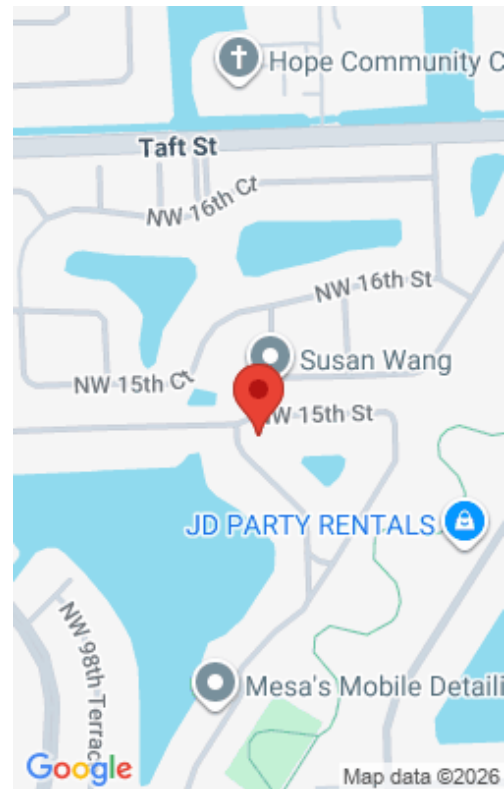 Hope Community C
Taft St
NW 16th Ct
NW 16th St
Susan Wang
NW 15th Ct
NW 15th St
JD PARTY RENTALS
NW 98th Terrac
Mesa's Mobile Detaili
Google
Map data ©2026